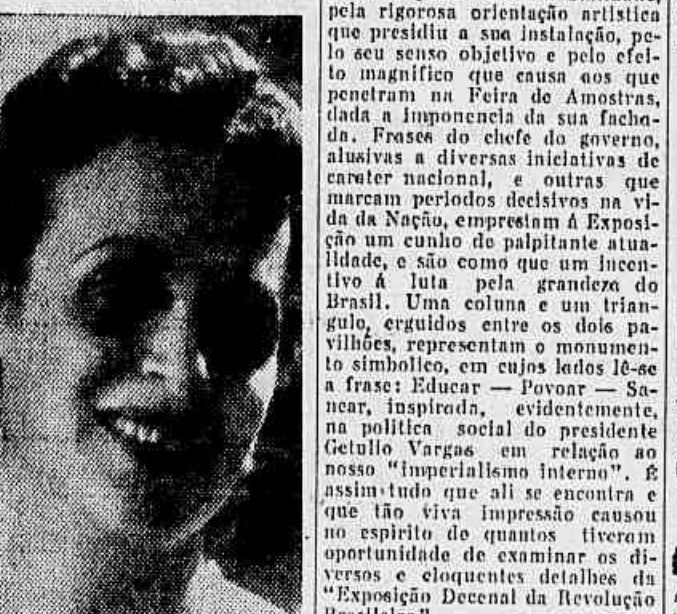 pela rigorosa orientação artistica
que presidiu a sua instalação, pe-
lo seu senso objetivo e pelo efei-
to magnifico que causa aos que
penetram na Feira de Amostras,
dada a imponencia da sua facha-
da. Frases do chefe do governo,
alusivas a diversas iniciativas de
carater nacional, e outras que
marcam periodos decisivos na vi-
da da Nação, emprestam á Exposi-
ção um cunho de palpitante atua-
lidade, e são como que um incen-
tivo á luta pela grandeza do
Brasil. Uma coluna e um trian-
gulo, erguidos entre os dois pa-
vilhões, representam o monumen-
to simbolico, em cujos lados lê-se
a frase: Educar — Povoar — Sa-
near, inspirada, evidentemente,
na politica social do presidente
Getulio Vargas em relação ao
nosso "imperialismo interno". É
assim tudo que ali se encontra e
que tão viva impressão causou
no espirito de quantos tiveram
oportunidade de examinar os di-
versos e eloquentes detalhes da
"Exposição Decenal da Revolução